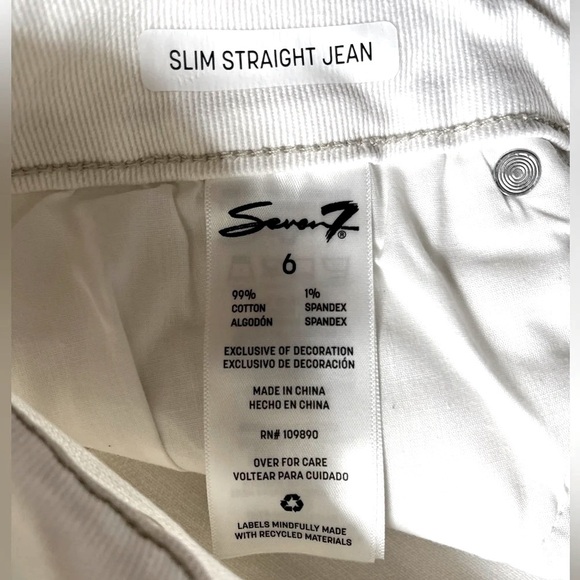 SLIM STRAIGHT JEAN
Seven7®
6
99% 1%
COTTON SPANDEX
ALGODÓN SPANDEX
EXCLUSIVE OF DECORATION
EXCLUSIVO DE DECORACIÓN
MADE IN CHINA
HECHO EN CHINA
RN# 109890
OVER FOR CARE
VOLTEAR PARA CUIDADO
LABELS MINDFULLY MADE
WITH RECYCLED MATERIALS